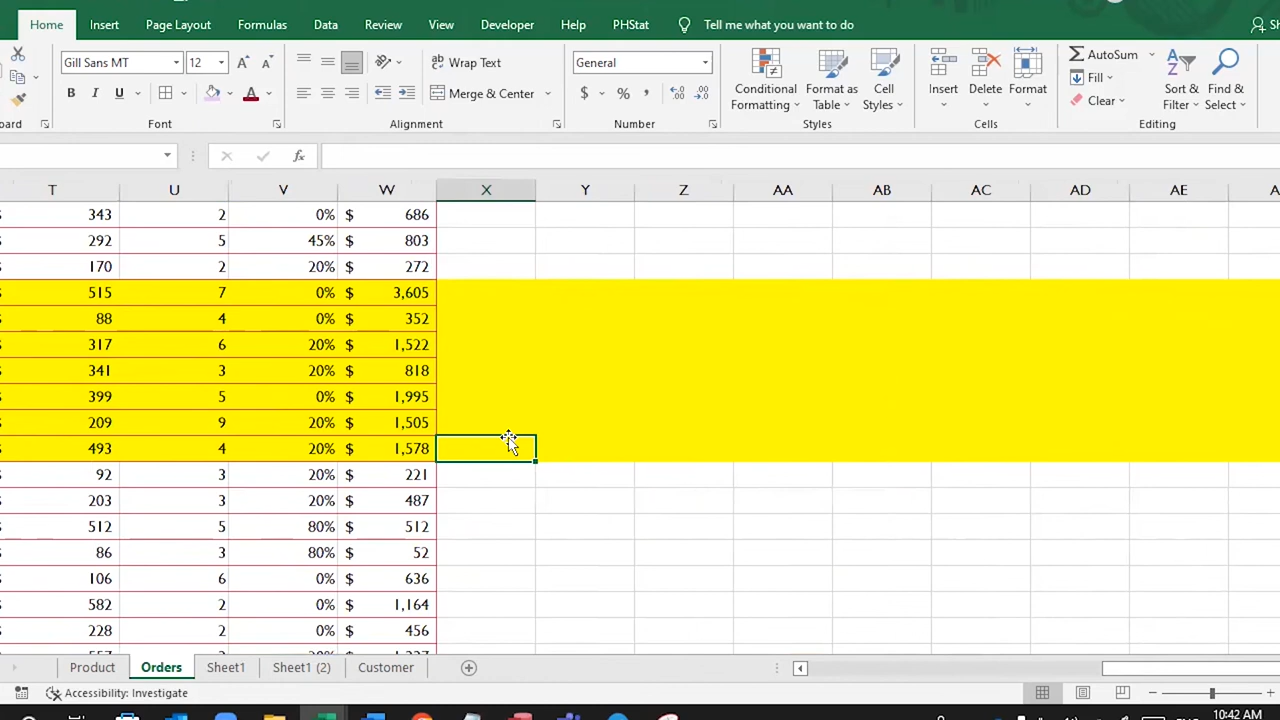 Home Insert Page Layout Formulas Data Review View Developer Help PHStat Tell me what you want to do
Gill Sans MT 12 Wrap Text General AutoSum
B I U Merge & Center $ % , Conditional Formatting Format as Table Cell Styles Insert Delete Format Fill Clear Sort & Filter Find & Select
Font Alignment Number Styles Cells Editing
fx
T U V W X Y Z AA AB AC AD AE
343 2 0% $ 686
292 5 45% $ 803
170 2 20% $ 272
515 7 0% $ 3,605
88 4 0% $ 352
317 6 20% $ 1,522
341 3 20% $ 818
399 5 0% $ 1,995
209 9 20% $ 1,505
493 4 20% $ 1,578
92 3 20% $ 221
203 3 20% $ 487
512 5 80% $ 512
86 3 80% $ 52
106 6 0% $ 636
582 2 0% $ 1,164
228 2 0% $ 456
Product Orders Sheet1 Sheet1 (2) Customer
Accessibility: Investigate
10:42 AM